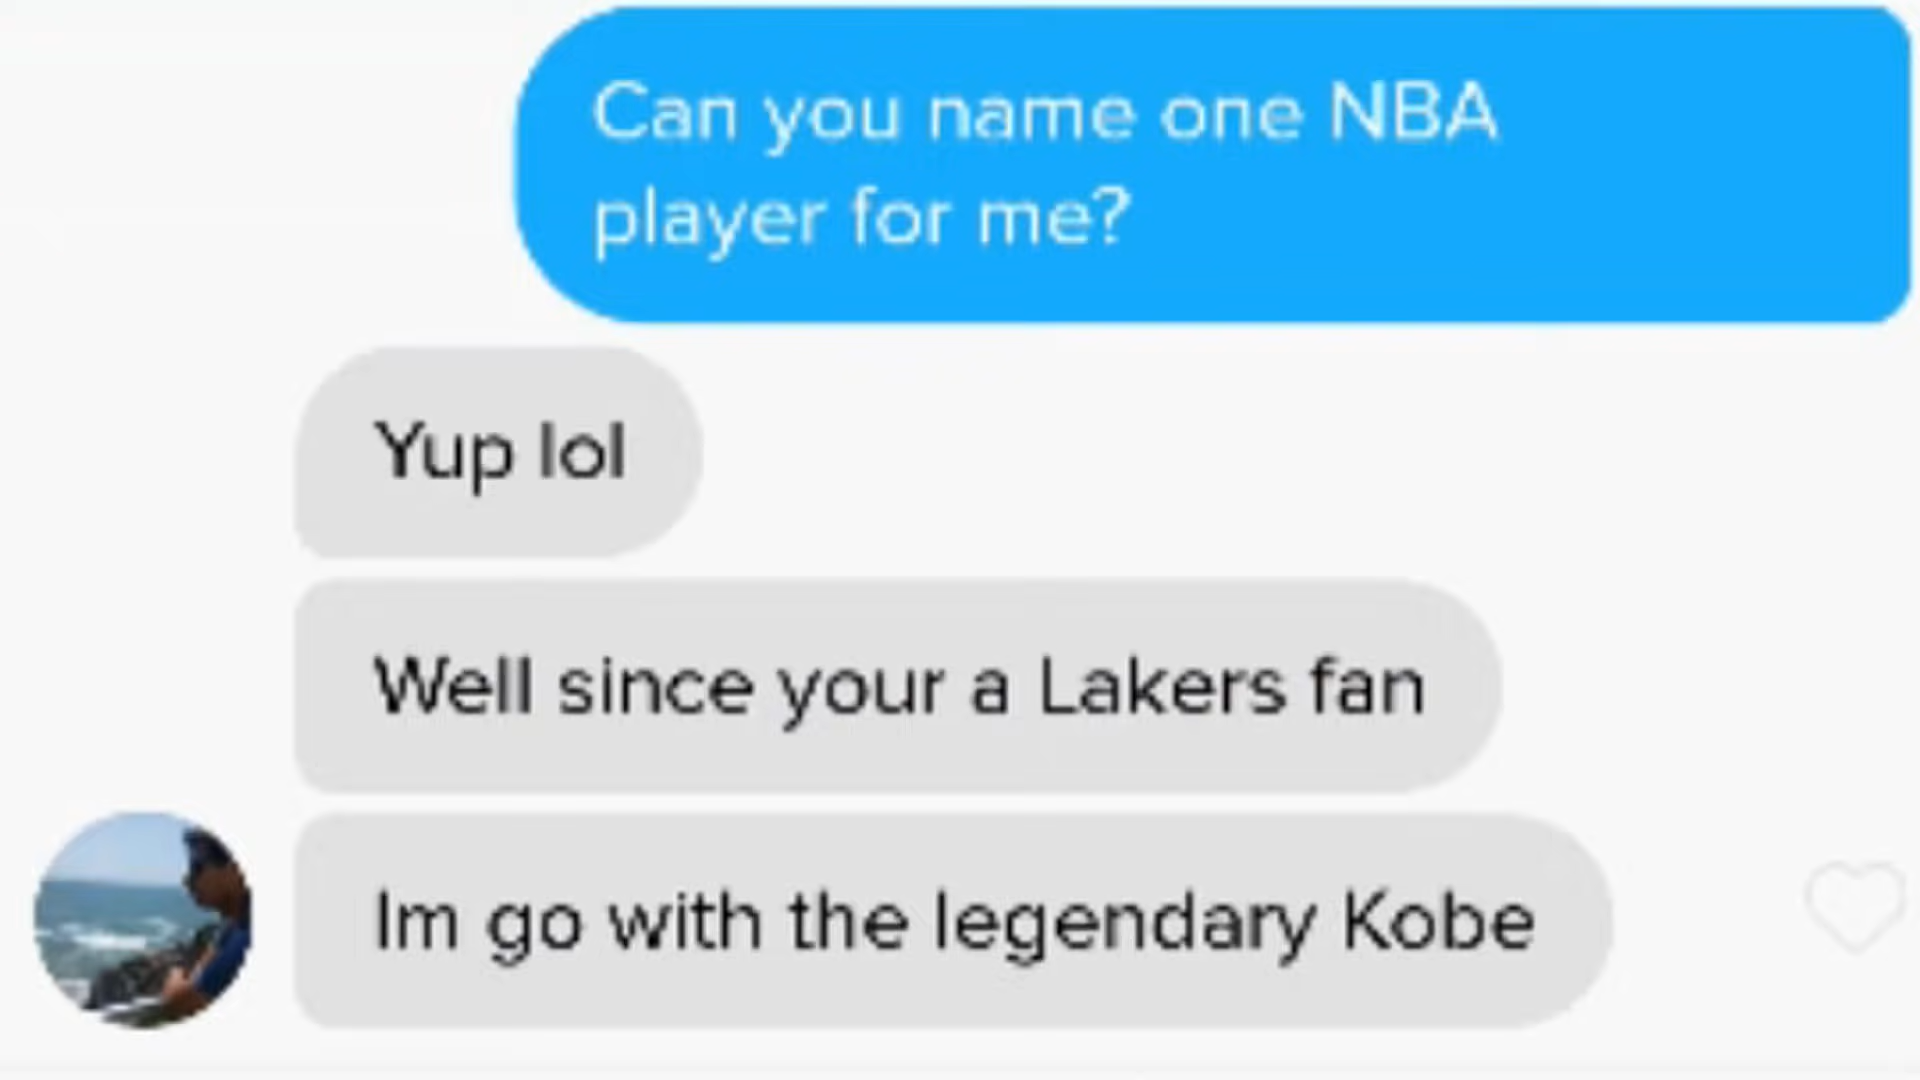 Can you name one NBA
player for me?
Yup lol
Well since your a Lakers fan
Im go with the legendary Kobe